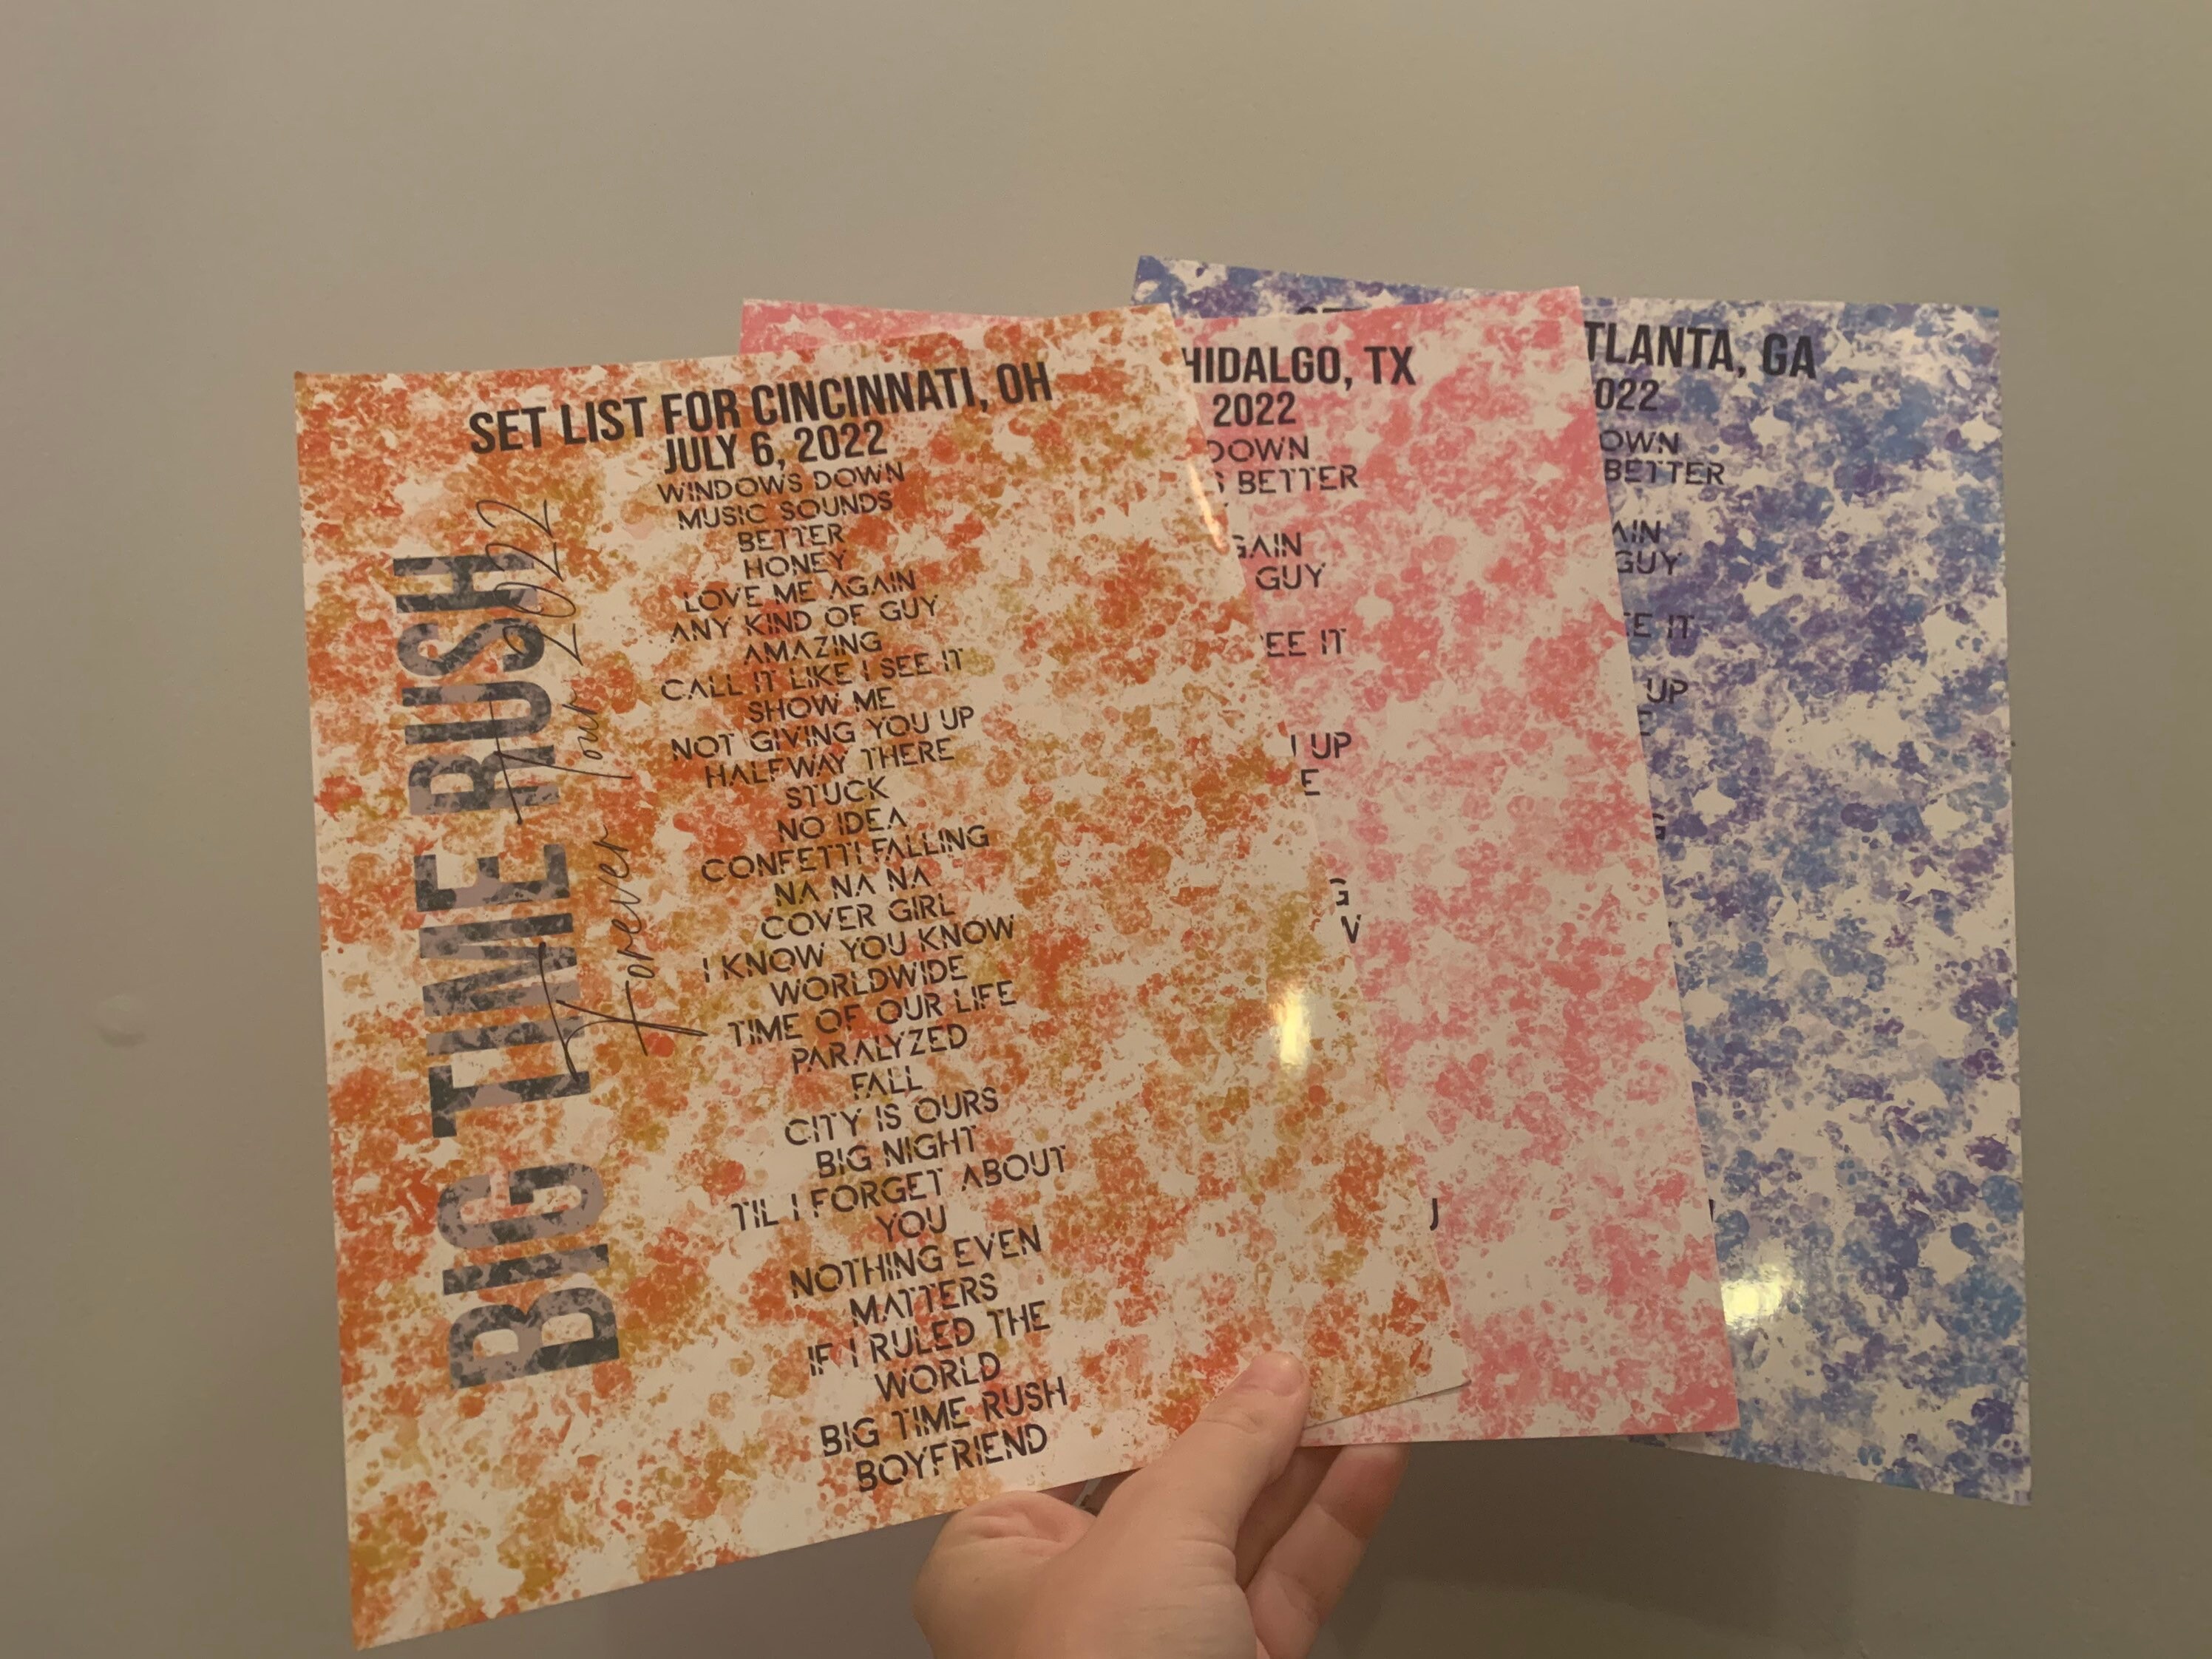 SET LIST FOR CINCINNATI, OH
JULY 6, 2022
WINDOWS DOWN
MUSIC SOUNDS
BETTER
HONEY
LOVE ME AGAIN
ANY KIND OF GUY
AMAZING
CALL IT LIKE I SEE IT
SHOW ME
NOT GIVING YOU UP
HALFWAY THERE
STUCK
NO IDEA
CONFETTI FALLING
NA NA NA
COVER GIRL
I KNOW YOU KNOW
WORLDWIDE
TIME OF OUR LIFE
PARALYZED
FALL
CITY IS OURS
BIG NIGHT
TIL I FORGET ABOUT
YOU
NOTHING EVEN
MATTERS
IF I RULED THE
WORLD
BIG TIME RUSH
BOYFRIEND
BIG TIME RUSH
Forever Tour 2022
HIDALGO, TX
2022
DOWN
BETTER
GAIN
GUY
EE IT
UP
E
G
W
U
TLANTA, GA
022
OWN
BETTER
AIN
GUY
E IT
UP
E
G